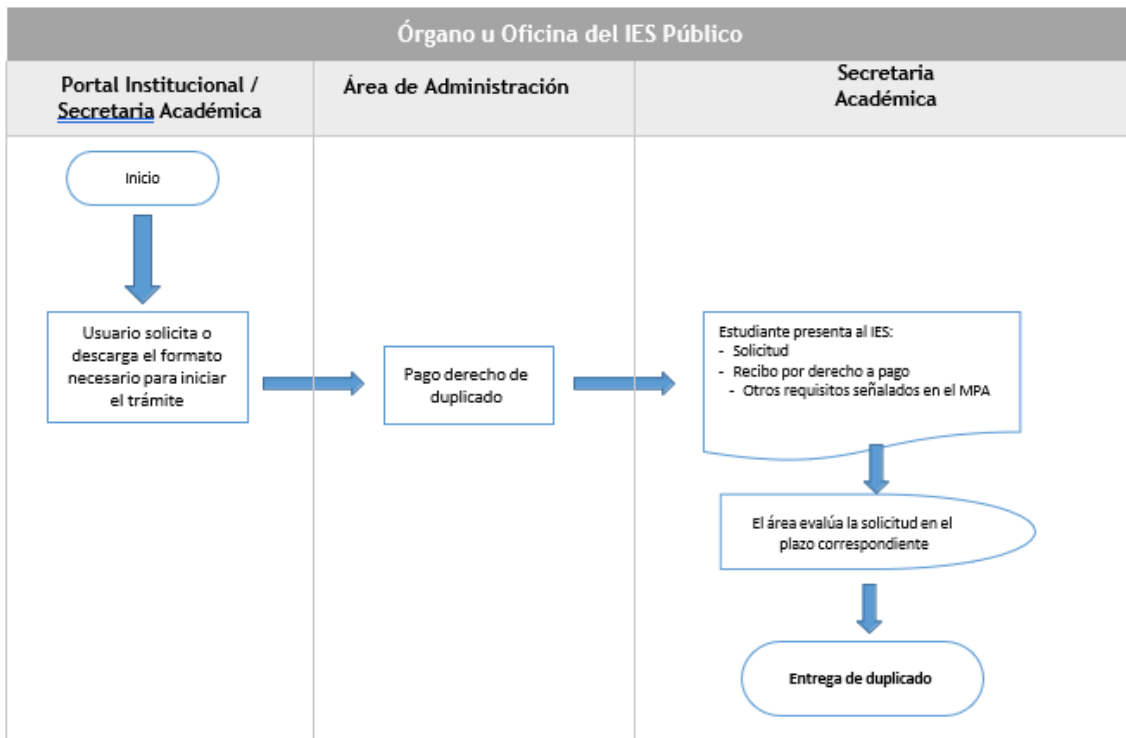 Órgano u Oficina del IES Público
Portal Institucional /
Secretaria Académica
Área de Administración
Secretaria
Académica
Inicio
Usuario solicita o
descarga el formato
necesario para iniciar
el trámite
Pago derecho de
duplicado
Estudiante presenta al IES:
- Solicitud
- Recibo por derecho a pago
- Otros requisitos señalados en el MPA
El área evalúa la solicitud en el
plazo correspondiente
Entrega de duplicado